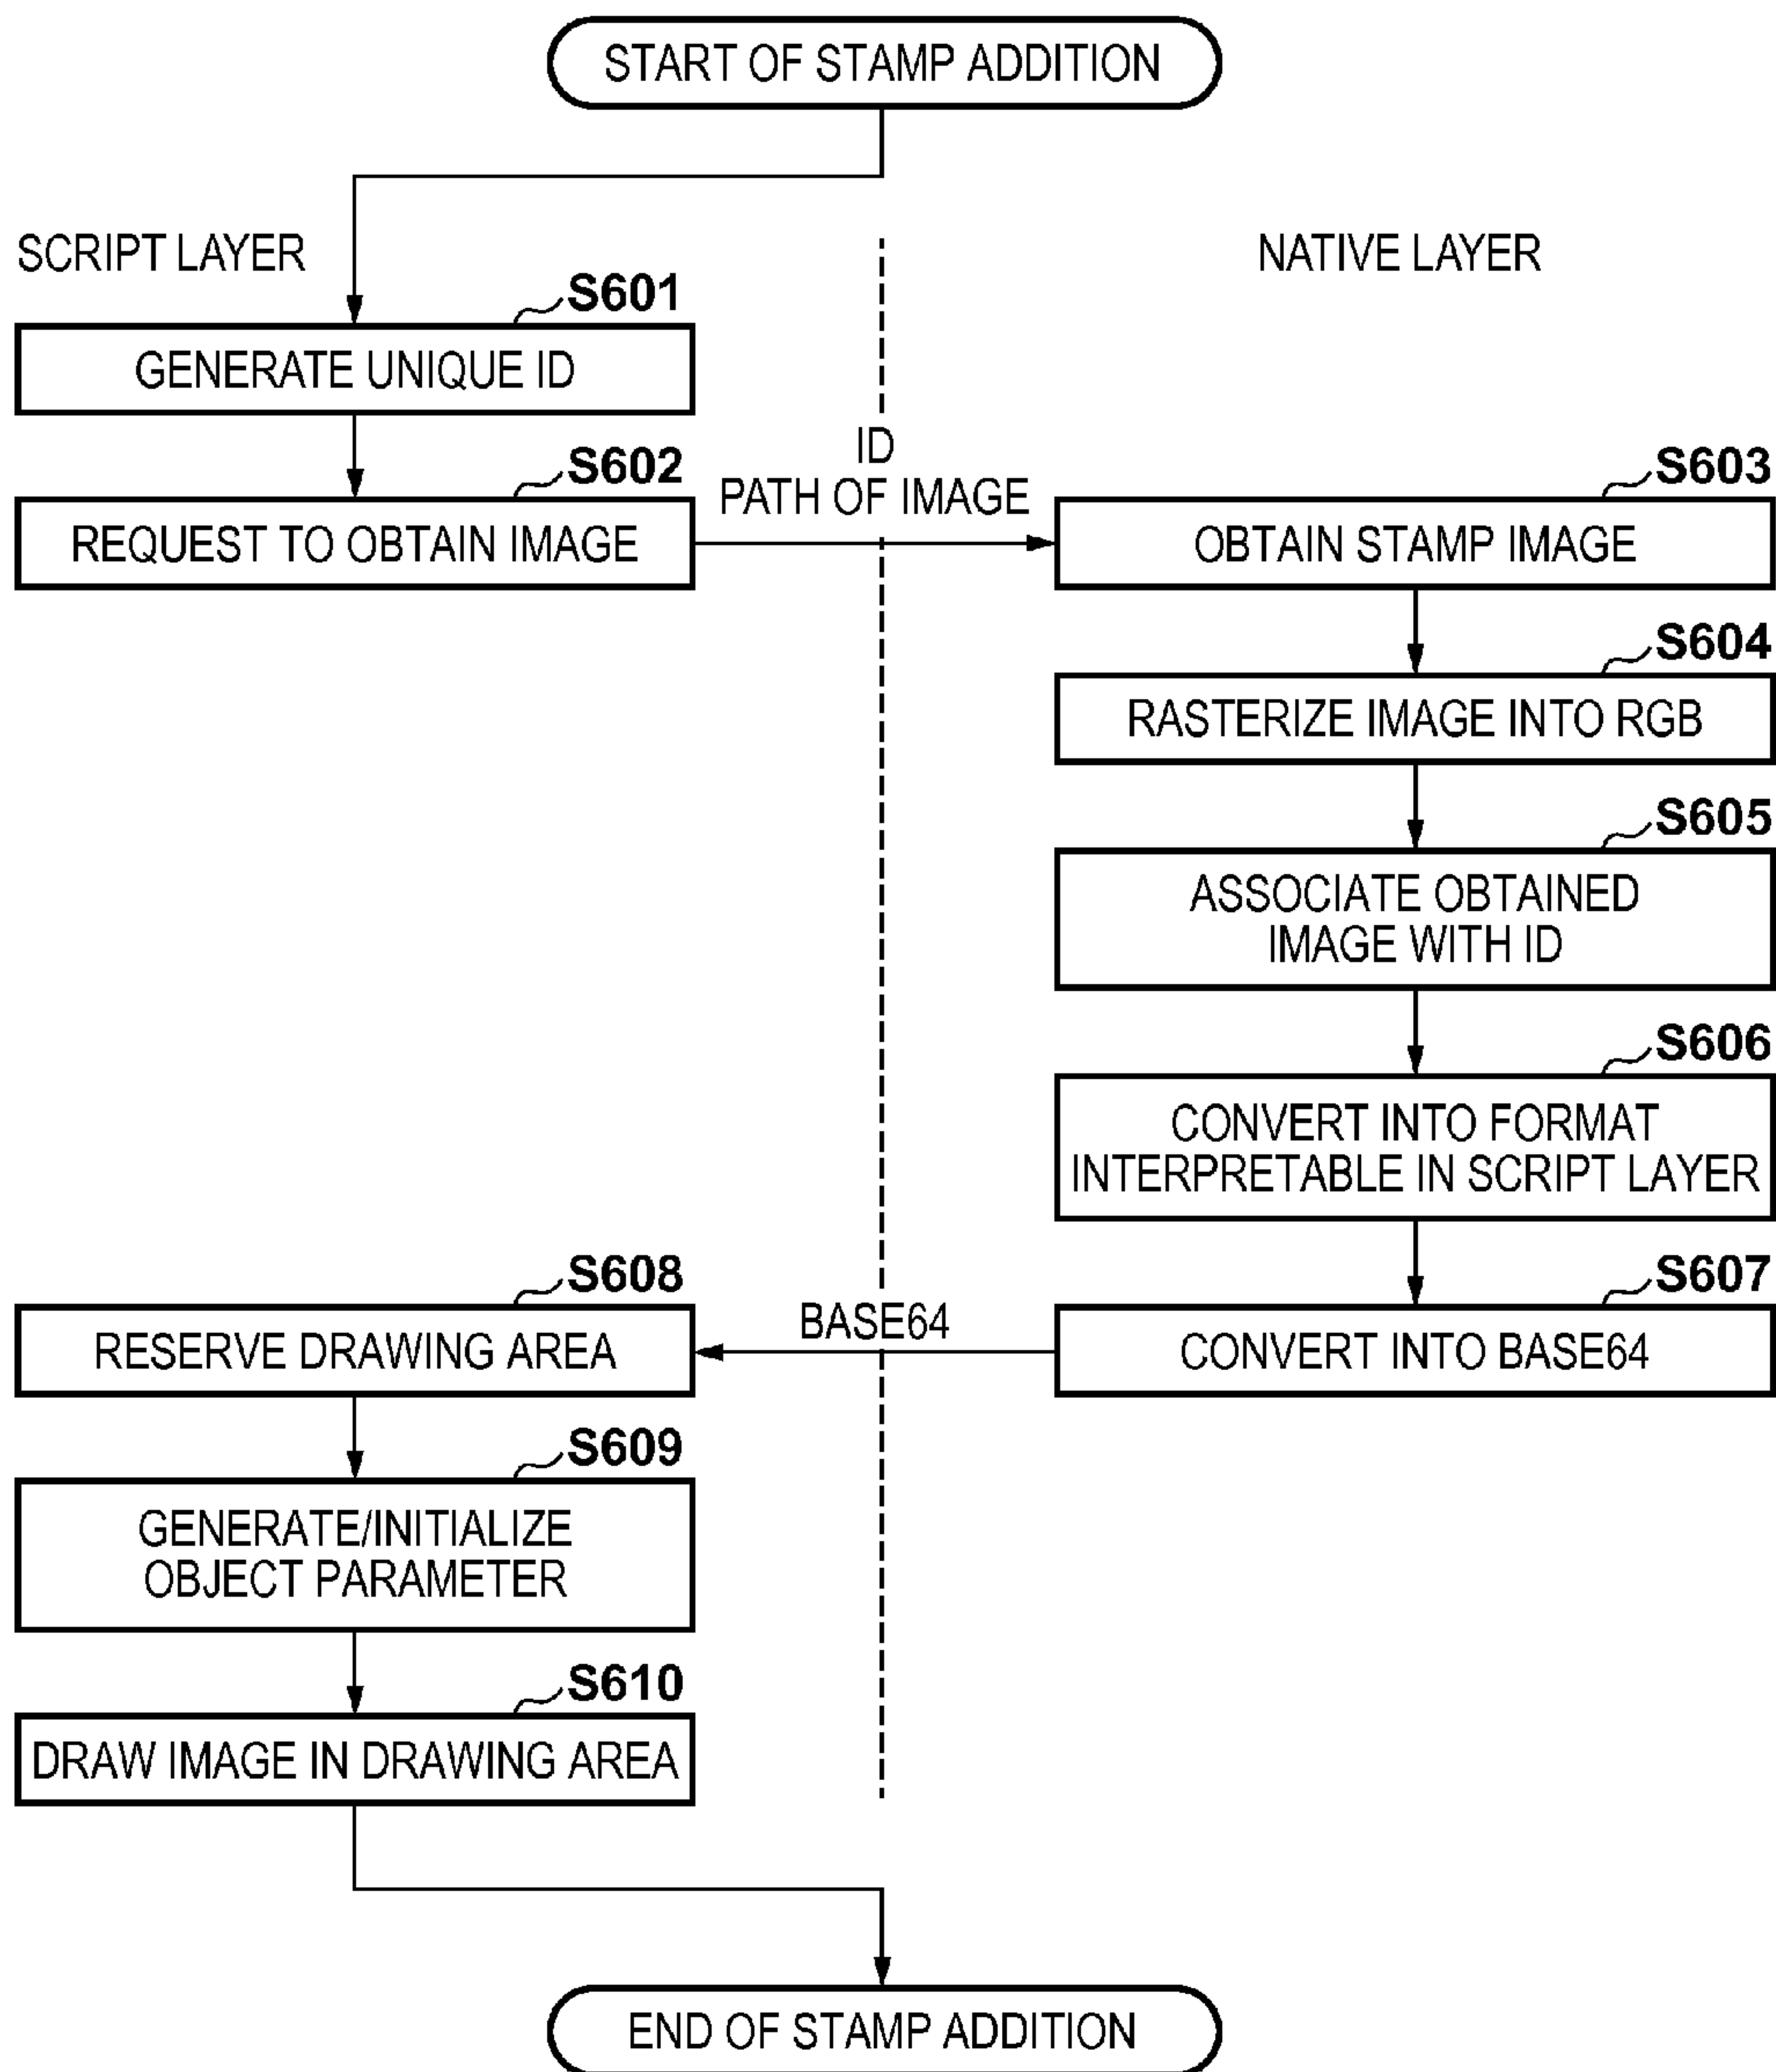 START OF STAMP ADDITION
SCRIPT LAYER
NATIVE LAYER
S601
GENERATE UNIQUE ID
S602
REQUEST TO OBTAIN IMAGE
ID
PATH OF IMAGE
S603
OBTAIN STAMP IMAGE
S604
RASTERIZE IMAGE INTO RGB
S605
ASSOCIATE OBTAINED
IMAGE WITH ID
S606
CONVERT INTO FORMAT
INTERPRETABLE IN SCRIPT LAYER
S607
CONVERT INTO BASE64
BASE64
S608
RESERVE DRAWING AREA
S609
GENERATE/INITIALIZE
OBJECT PARAMETER
S610
DRAW IMAGE IN DRAWING AREA
END OF STAMP ADDITION